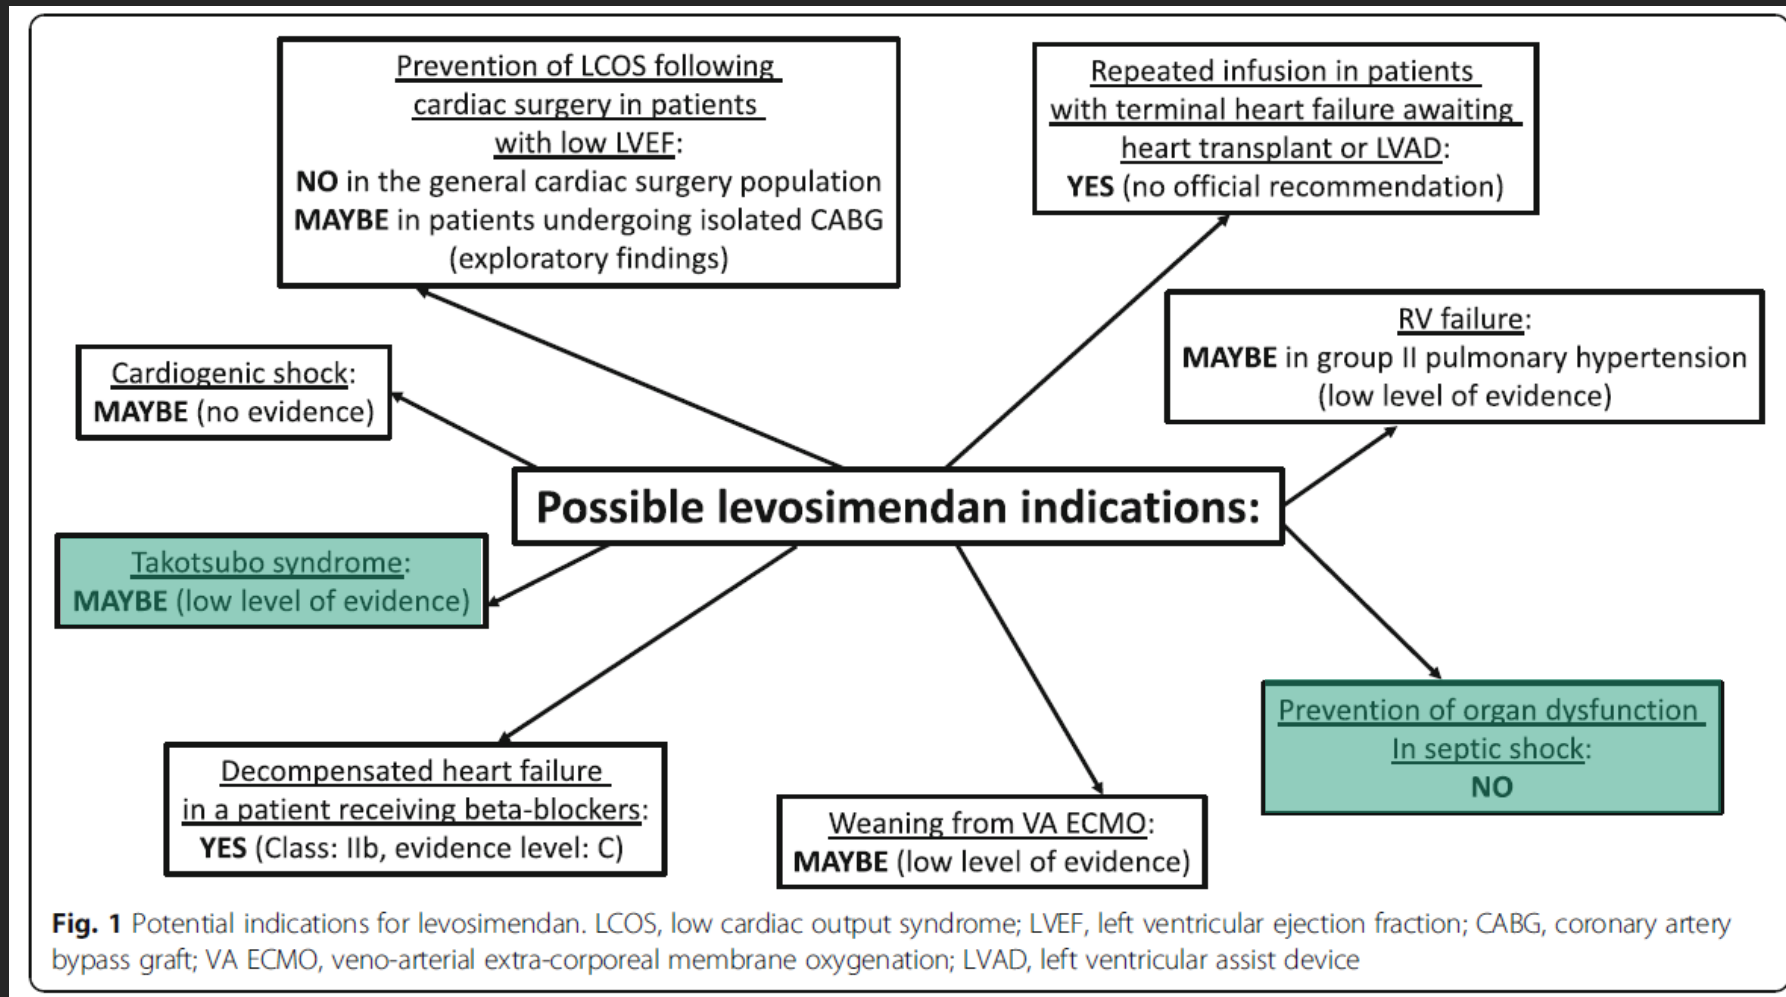 Prevention of LCOS following
cardiac surgery in patients
with low LVEF:
NO in the general cardiac surgery population
MAYBE in patients undergoing isolated CABG
(exploratory findings)
Repeated infusion in patients
with terminal heart failure awaiting
heart transplant or LVAD:
YES (no official recommendation)
RV failure:
MAYBE in group II pulmonary hypertension
(low level of evidence)
Cardiogenic shock:
MAYBE (no evidence)
Possible levosimendan indications:
Takotsubo syndrome:
MAYBE (low level of evidence)
Prevention of organ dysfunction
In septic shock:
NO
Decompensated heart failure
in a patient receiving beta-blockers:
YES (Class: IIb, evidence level: C)
Weaning from VA ECMO:
MAYBE (low level of evidence)
Fig. 1 Potential indications for levosimendan. LCOS, low cardiac output syndrome; LVEF, left ventricular ejection fraction; CABG, coronary artery
bypass graft; VA ECMO, veno-arterial extra-corporeal membrane oxygenation; LVAD, left ventricular assist device